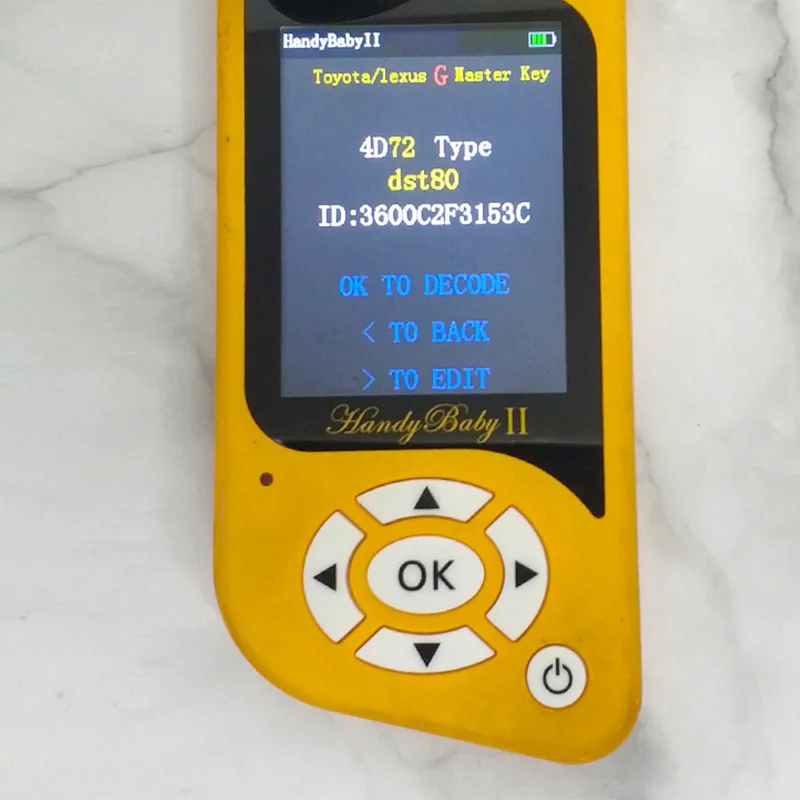 HandyBabyII
Toyota/lexus G Master Key
4D72 Type
dst80
ID:3600C2F3153C
OK TO DECODE
< TO BACK
> TO EDIT
HandyBaby II
OK